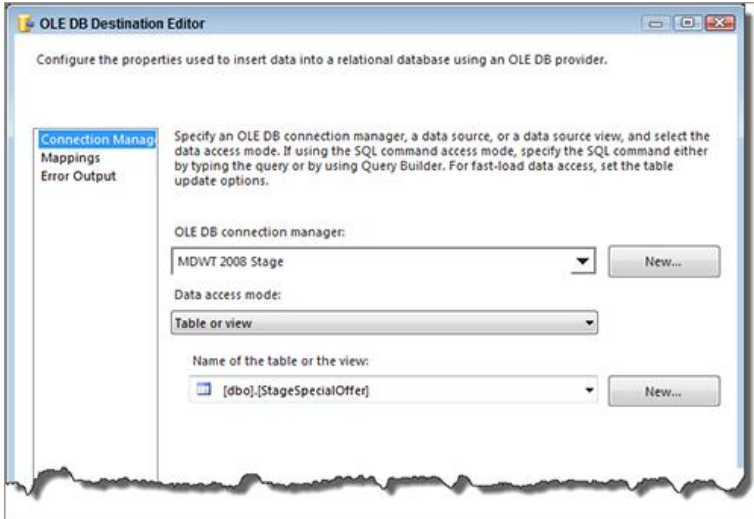 OLE DB Destination Editor
Configure the properties used to insert data into a relational database using an OLE DB provider.
Connection Manag
Mappings
Error Output
Specify an OLE DB connection manager, a data source, or a data source view, and select the
data access mode. If using the SQL command access mode, specify the SQL command either
by typing the query or by using Query Builder. For fast-load data access, set the table
update options.
OLE DB connection manager:
MDWT 2008 Stage
New...
Data access mode:
Table or view
Name of the table or the view:
[dbo].[StageSpecialOffer]
New...